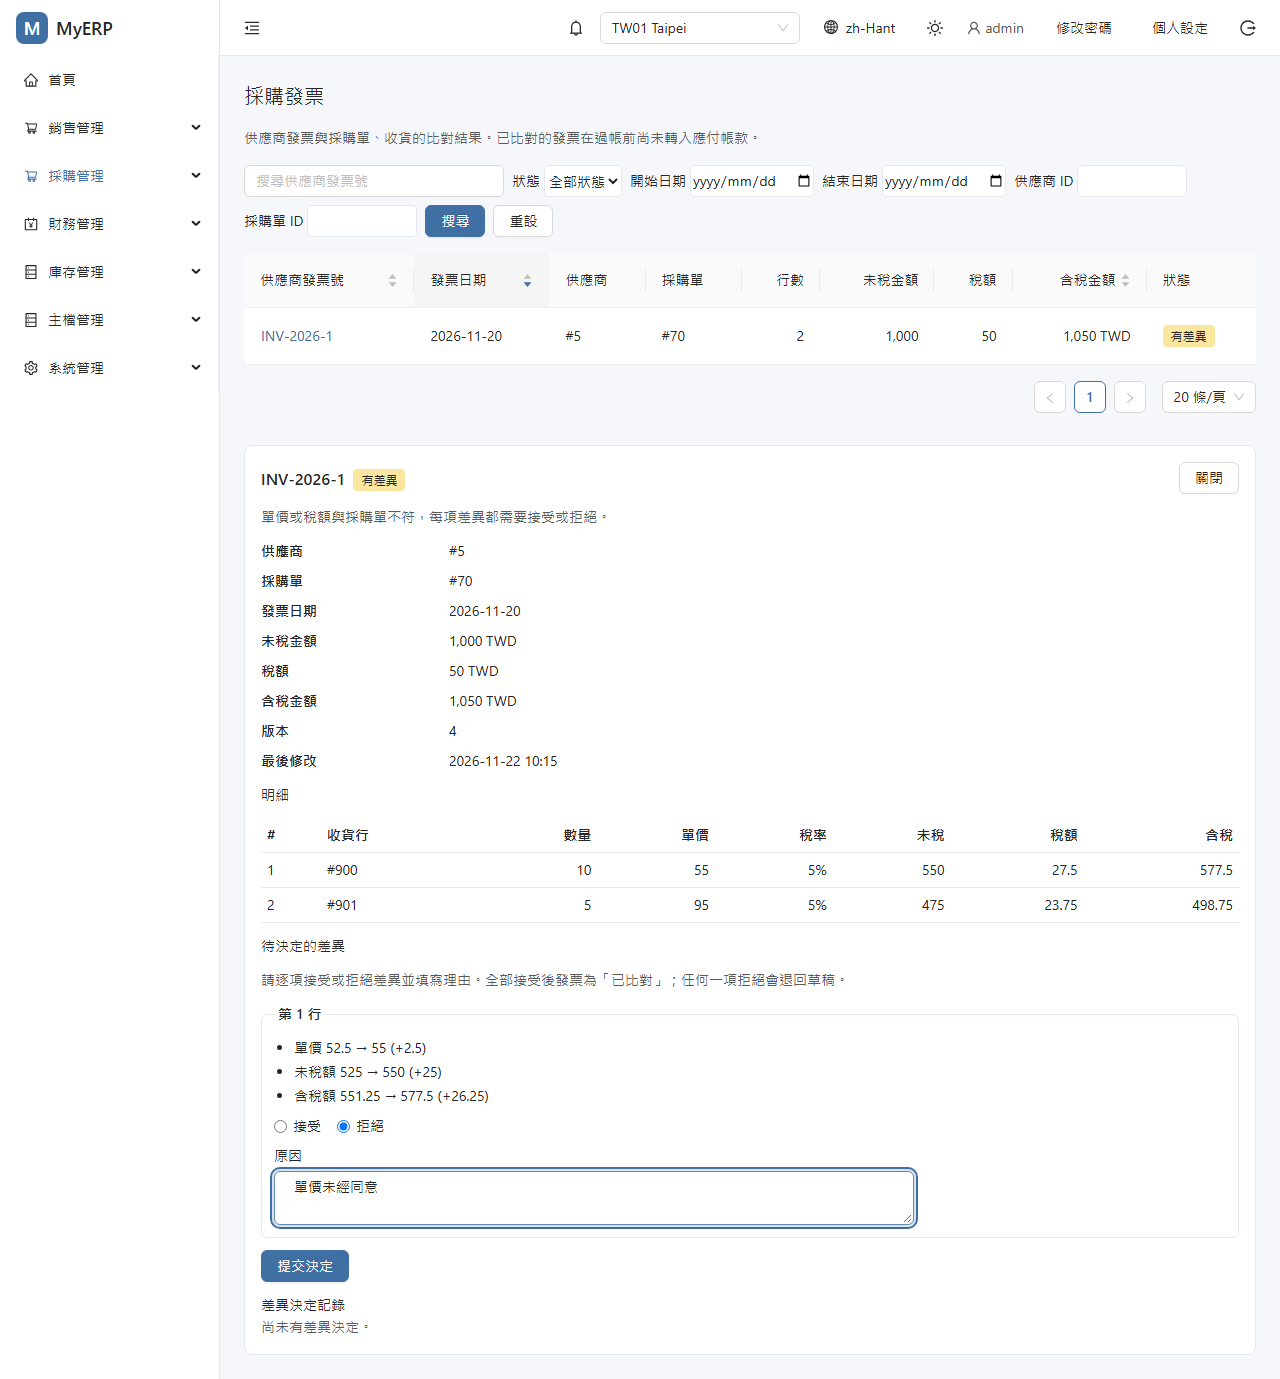 M MyERP
TW01 Taipei
zh-Hant
admin
修改密碼
個人設定
首頁
銷售管理
採購管理
財務管理
庫存管理
主檔管理
系統管理
採購發票
供應商發票與採購單、收貨的比對結果。已比對的發票在過帳前尚未轉入應付帳款。
搜尋供應商發票號 狀態 全部狀態 開始日期 yyyy/mm/dd 結束日期 yyyy/mm/dd 供應商 ID
採購單 ID 搜尋 重設
供應商發票號 發票日期 供應商 採購單 行數 未稅金額 稅額 含稅金額 狀態
INV-2026-1 2026-11-20 #5 #70 2 1,000 50 1,050 TWD 有差異
1 20 條/頁
INV-2026-1 有差異 關閉
單價或稅額與採購單不符，每項差異都需要接受或拒絕。
供應商 #5
採購單 #70
發票日期 2026-11-20
未稅金額 1,000 TWD
稅額 50 TWD
含稅金額 1,050 TWD
版本 4
最後修改 2026-11-22 10:15
明細
# 收貨行 數量 單價 稅率 未稅 稅額 含稅
1 #900 10 55 5% 550 27.5 577.5
2 #901 5 95 5% 475 23.75 498.75
待決定的差異
請逐項接受或拒絕差異並填寫理由。全部接受後發票為「已比對」；任何一項拒絕會退回草稿。
第 1 行
單價 52.5 → 55 (+2.5)
未稅額 525 → 550 (+25)
含稅額 551.25 → 577.5 (+26.25)
接受 拒絕
原因
單價未經同意
提交決定
差異決定記錄
尚未有差異決定。